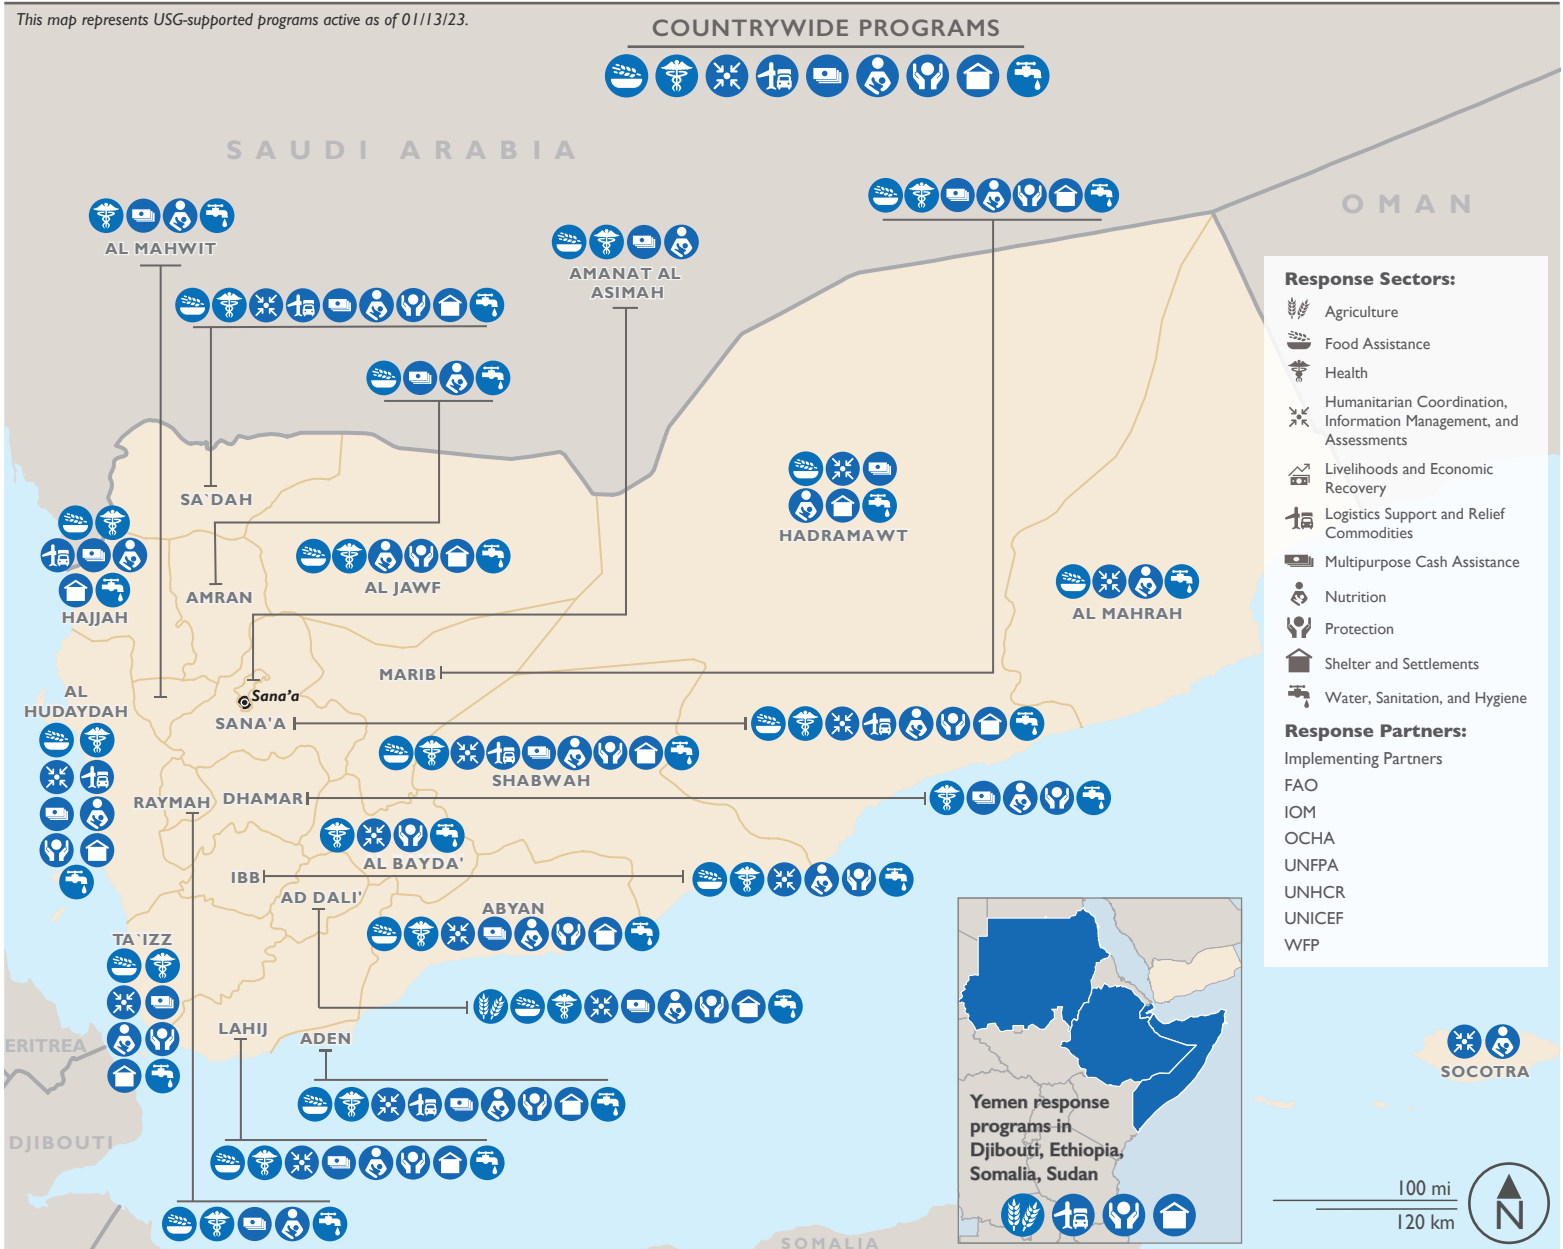 This map represents USG-supported programs active as of 01/13/23.
COUNTRYWIDE PROGRAMS
SAUDI ARABIA
OMAN
AL MAHWIT
AMANAT AL
ASIMAH
SA`DAH
HADRAMAWT
AL JAWF
AMRAN
HAJJAH
AL MAHRAH
MARIB
AL
HUDAYDAH
Sana'a
SANA'A
SHABWAH
RAYMAH
DHAMAR
AL BAYDA'
IBB
AD DALI'
ABYAN
TA`IZZ
LAHIJ
ADEN
ERITREA
DJIBOUTI
SOMALIA
SOCOTRA
Response Sectors:
Agriculture
Food Assistance
Health
Humanitarian Coordination,
Information Management, and
Assessments
Livelihoods and Economic
Recovery
Logistics Support and Relief
Commodities
Multipurpose Cash Assistance
Nutrition
Protection
Shelter and Settlements
Water, Sanitation, and Hygiene
Response Partners:
Implementing Partners
FAO
IOM
OCHA
UNFPA
UNHCR
UNICEF
WFP
Yemen response
programs in
Djibouti, Ethiopia,
Somalia, Sudan
100 mi
120 km
N